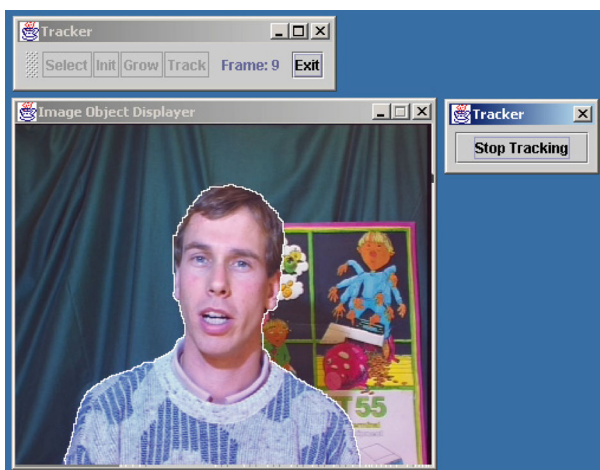 Tracker
Select Init Grow Track Frame: 9 Exit
Image Object Displayer
Tracker
Stop Tracking
T 55